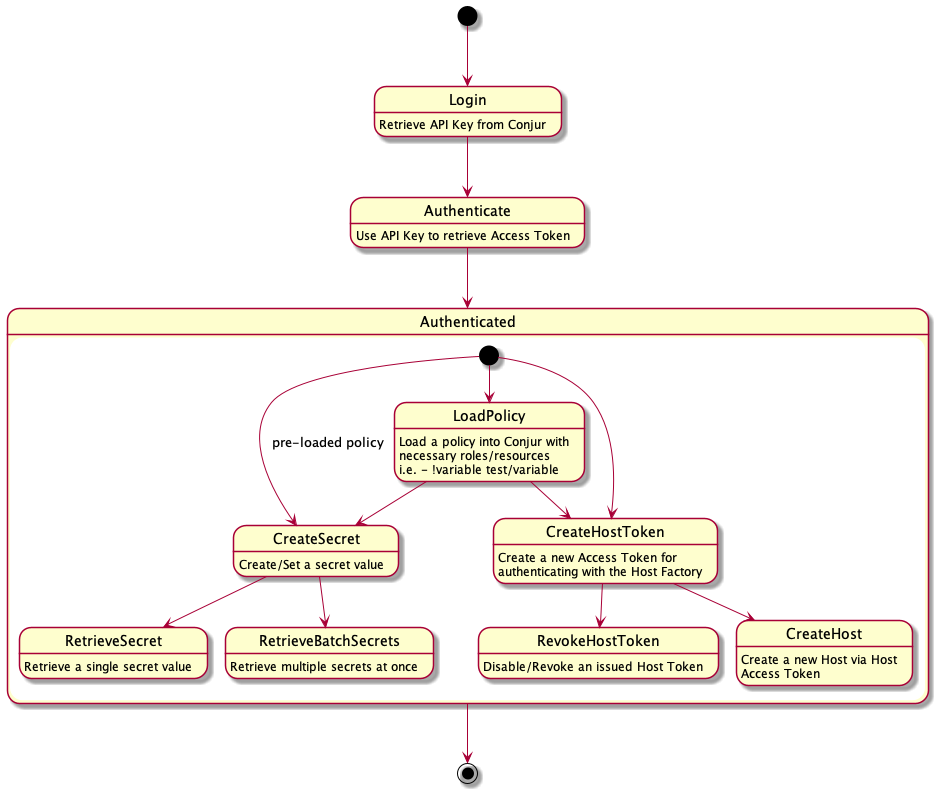 Login
Retrieve API Key from Conjur
Authenticate
Use API Key to retrieve Access Token
Authenticated
LoadPolicy
Load a policy into Conjur with
necessary roles/resources
i.e. - !variable test/variable
pre-loaded policy
CreateSecret
Create/Set a secret value
CreateHostToken
Create a new Access Token for
authenticating with the Host Factory
RetrieveSecret
Retrieve a single secret value
RetrieveBatchSecrets
Retrieve multiple secrets at once
RevokeHostToken
Disable/Revoke an issued Host Token
CreateHost
Create a new Host via Host
Access Token